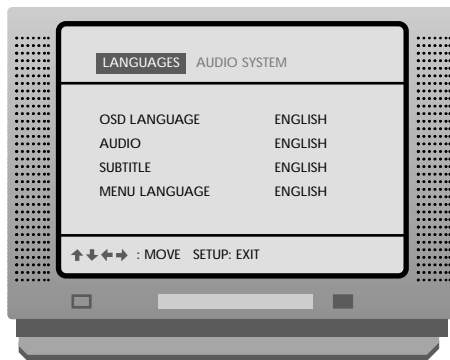 LANGUAGES AUDIO SYSTEM
OSD LANGUAGE ENGLISH
AUDIO ENGLISH
SUBTITLE ENGLISH
MENU LANGUAGE ENGLISH
: MOVE SETUP: EXIT